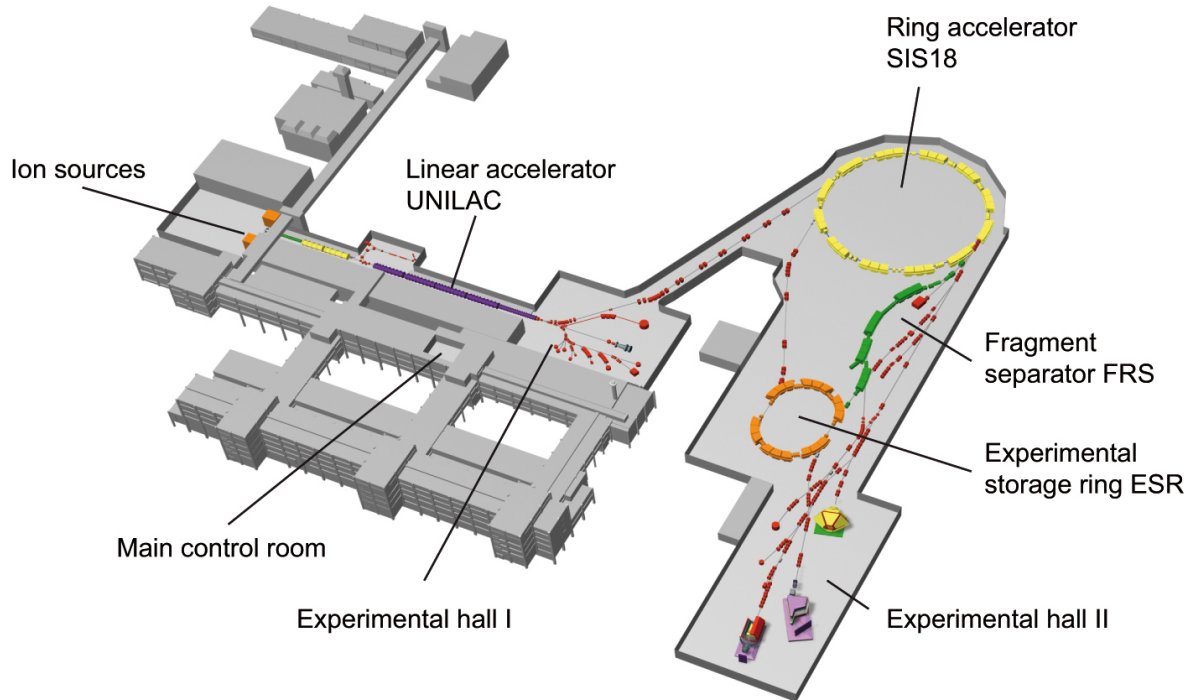 Ring accelerator
SIS18
Ion sources
Linear accelerator
UNILAC
Fragment
separator FRS
Experimental
storage ring ESR
Main control room
Experimental hall I
Experimental hall II